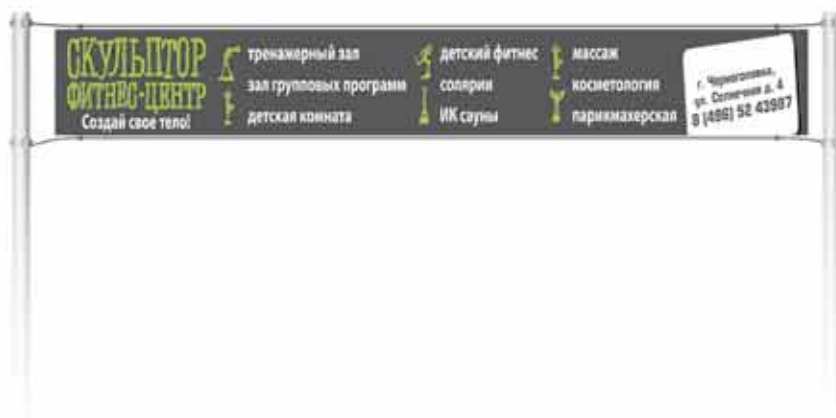 СКУЛЬПТОР
ФИТНЕС-ЦЕНТР
Создай свое тело!
тренажерный зал
зал групповых программ
детская комната
детский фитнес
солярии
ИК сауны
массаж
косметология
парикмахерская
г. Черноголовка,
ул. Солнечная д. 4
8 (496) 52 43997